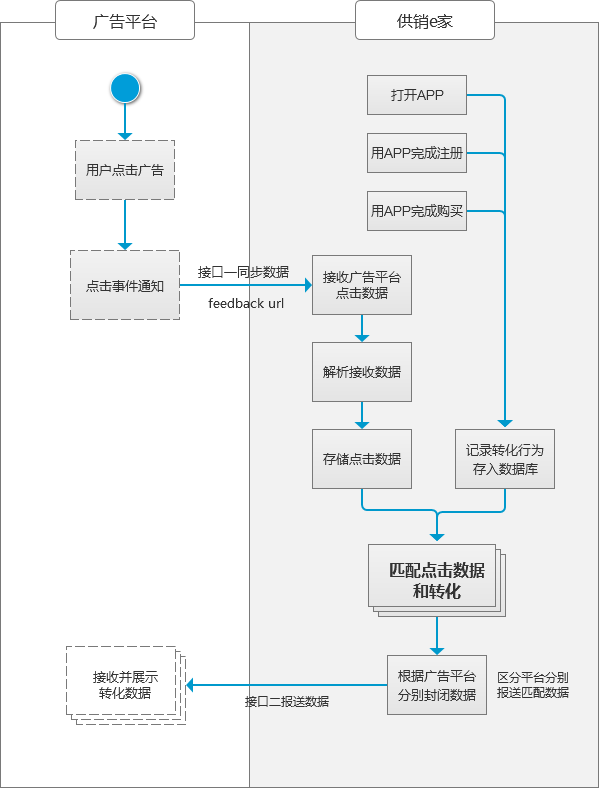 广告平台
供销e家
打开APP
用户点击广告
用APP完成注册
用APP完成购买
点击事件通知
接口一同步数据
feedback url
接收广告平台
点击数据
解析接收数据
存储点击数据
记录转化行为
存入数据库
匹配点击数据
和转化
接收并展示
转化数据
接口二报送数据
根据广告平台
分别封闭数据
区分平台分别
报送匹配数据